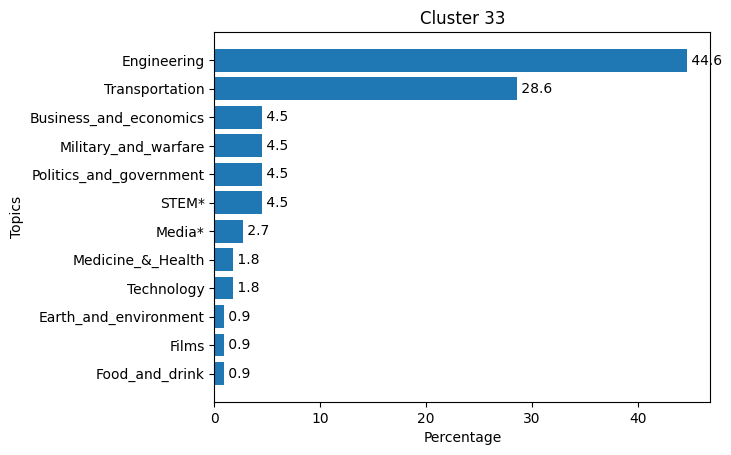 Cluster 33
Topics
Engineering 44.6
Transportation 28.6
Business_and_economics 4.5
Military_and_warfare 4.5
Politics_and_government 4.5
STEM* 4.5
Media* 2.7
Medicine_&_Health 1.8
Technology 1.8
Earth_and_environment 0.9
Films 0.9
Food_and_drink 0.9
0 10 20 30 40
Percentage